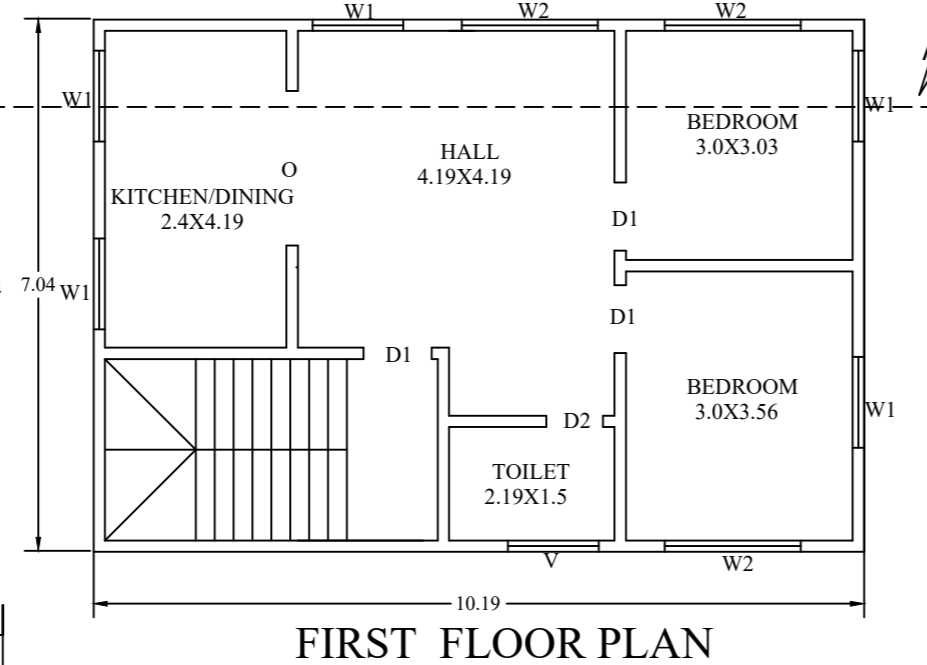 W1
W2
W2
W1
W1
BEDROOM
3.0X3.03
HALL
4.19X4.19
O
KITCHEN/DINING
2.4X4.19
D1
7.04
W1
D1
D1
BEDROOM
3.0X3.56
W1
D2
TOILET
2.19X1.5
V
W2
10.19
FIRST FLOOR PLAN